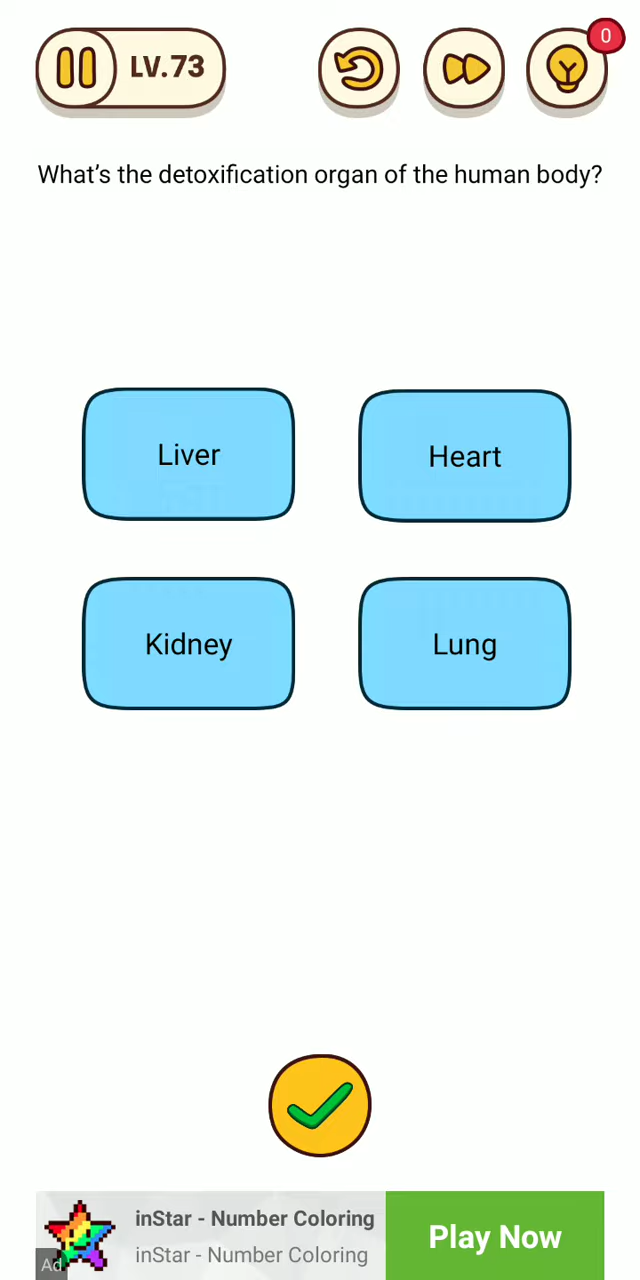 LV.73
0
What’s the detoxification organ of the human body?
Liver
Heart
Kidney
Lung
inStar - Number Coloring
inStar - Number Coloring
Play Now
Ad